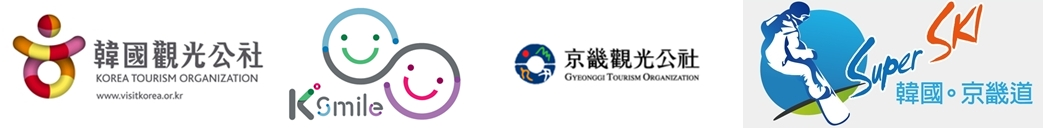 韓國觀光公社
KOREA TOURISM ORGANIZATION
www.visitkorea.or.kr
K Smile
京畿觀光公社
GYEONGGI TOURISM ORGANIZATION
Super SKI
韓國。京畿道